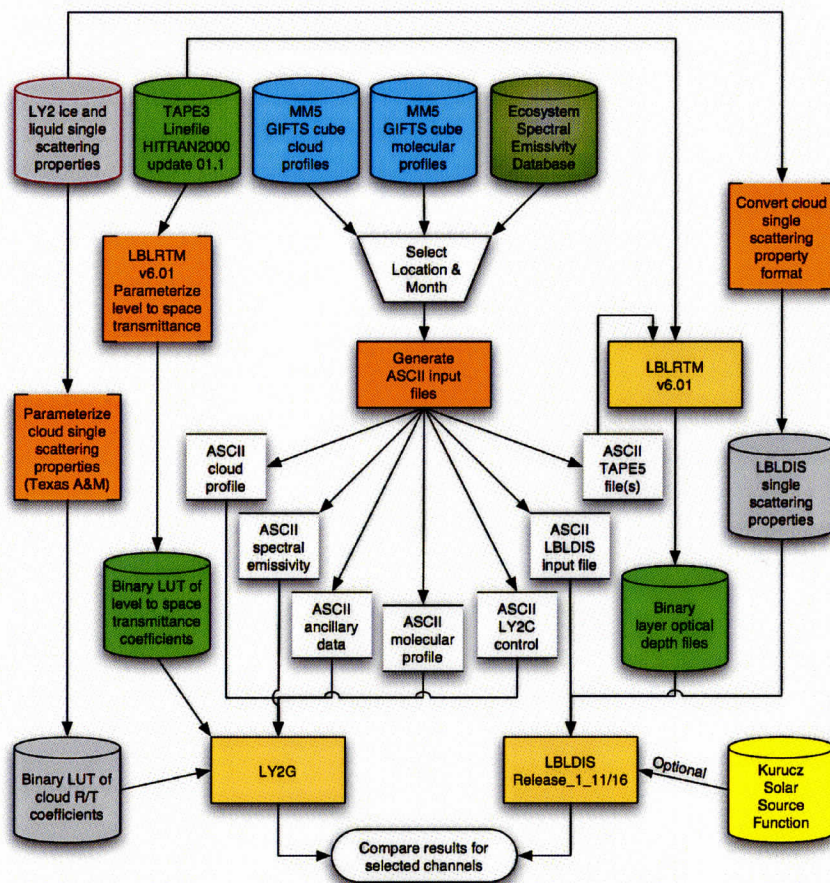 LY2 ice and
liquid single
scattering
properties
TAPE3
Linefile
HITRAN2000
update 01.1
MM5
GIFTS cube
cloud
profiles
MM5
GIFTS cube
molecular
profiles
Ecosystem
Spectral
Emissivity
Database
Convert cloud
single
scattering
property
format
LBLRTM
v6.01
Parameterize
level to space
transmittance
Select
Location &
Month
Generate
ASCII input
files
LBLRTM
v6.01
Parameterize
cloud single
scattering
properties
(Texas A&M)
ASCII
cloud
profile
ASCII
TAPE5
file(s)
LBLDIS
single
scattering
properties
ASCII
spectral
emissivity
ASCII
LBLDIS
input file
Binary LUT of
level to space
transmittance
coefficients
ASCII
ancillary
data
ASCII
molecular
profile
ASCII
LY2C
control
Binary
layer optical
depth files
Binary LUT of
cloud R/T
coefficients
LY2G
LBLDIS
Release_1_11/16
Optional
Kurucz
Solar
Source
Function
Compare results for
selected channels